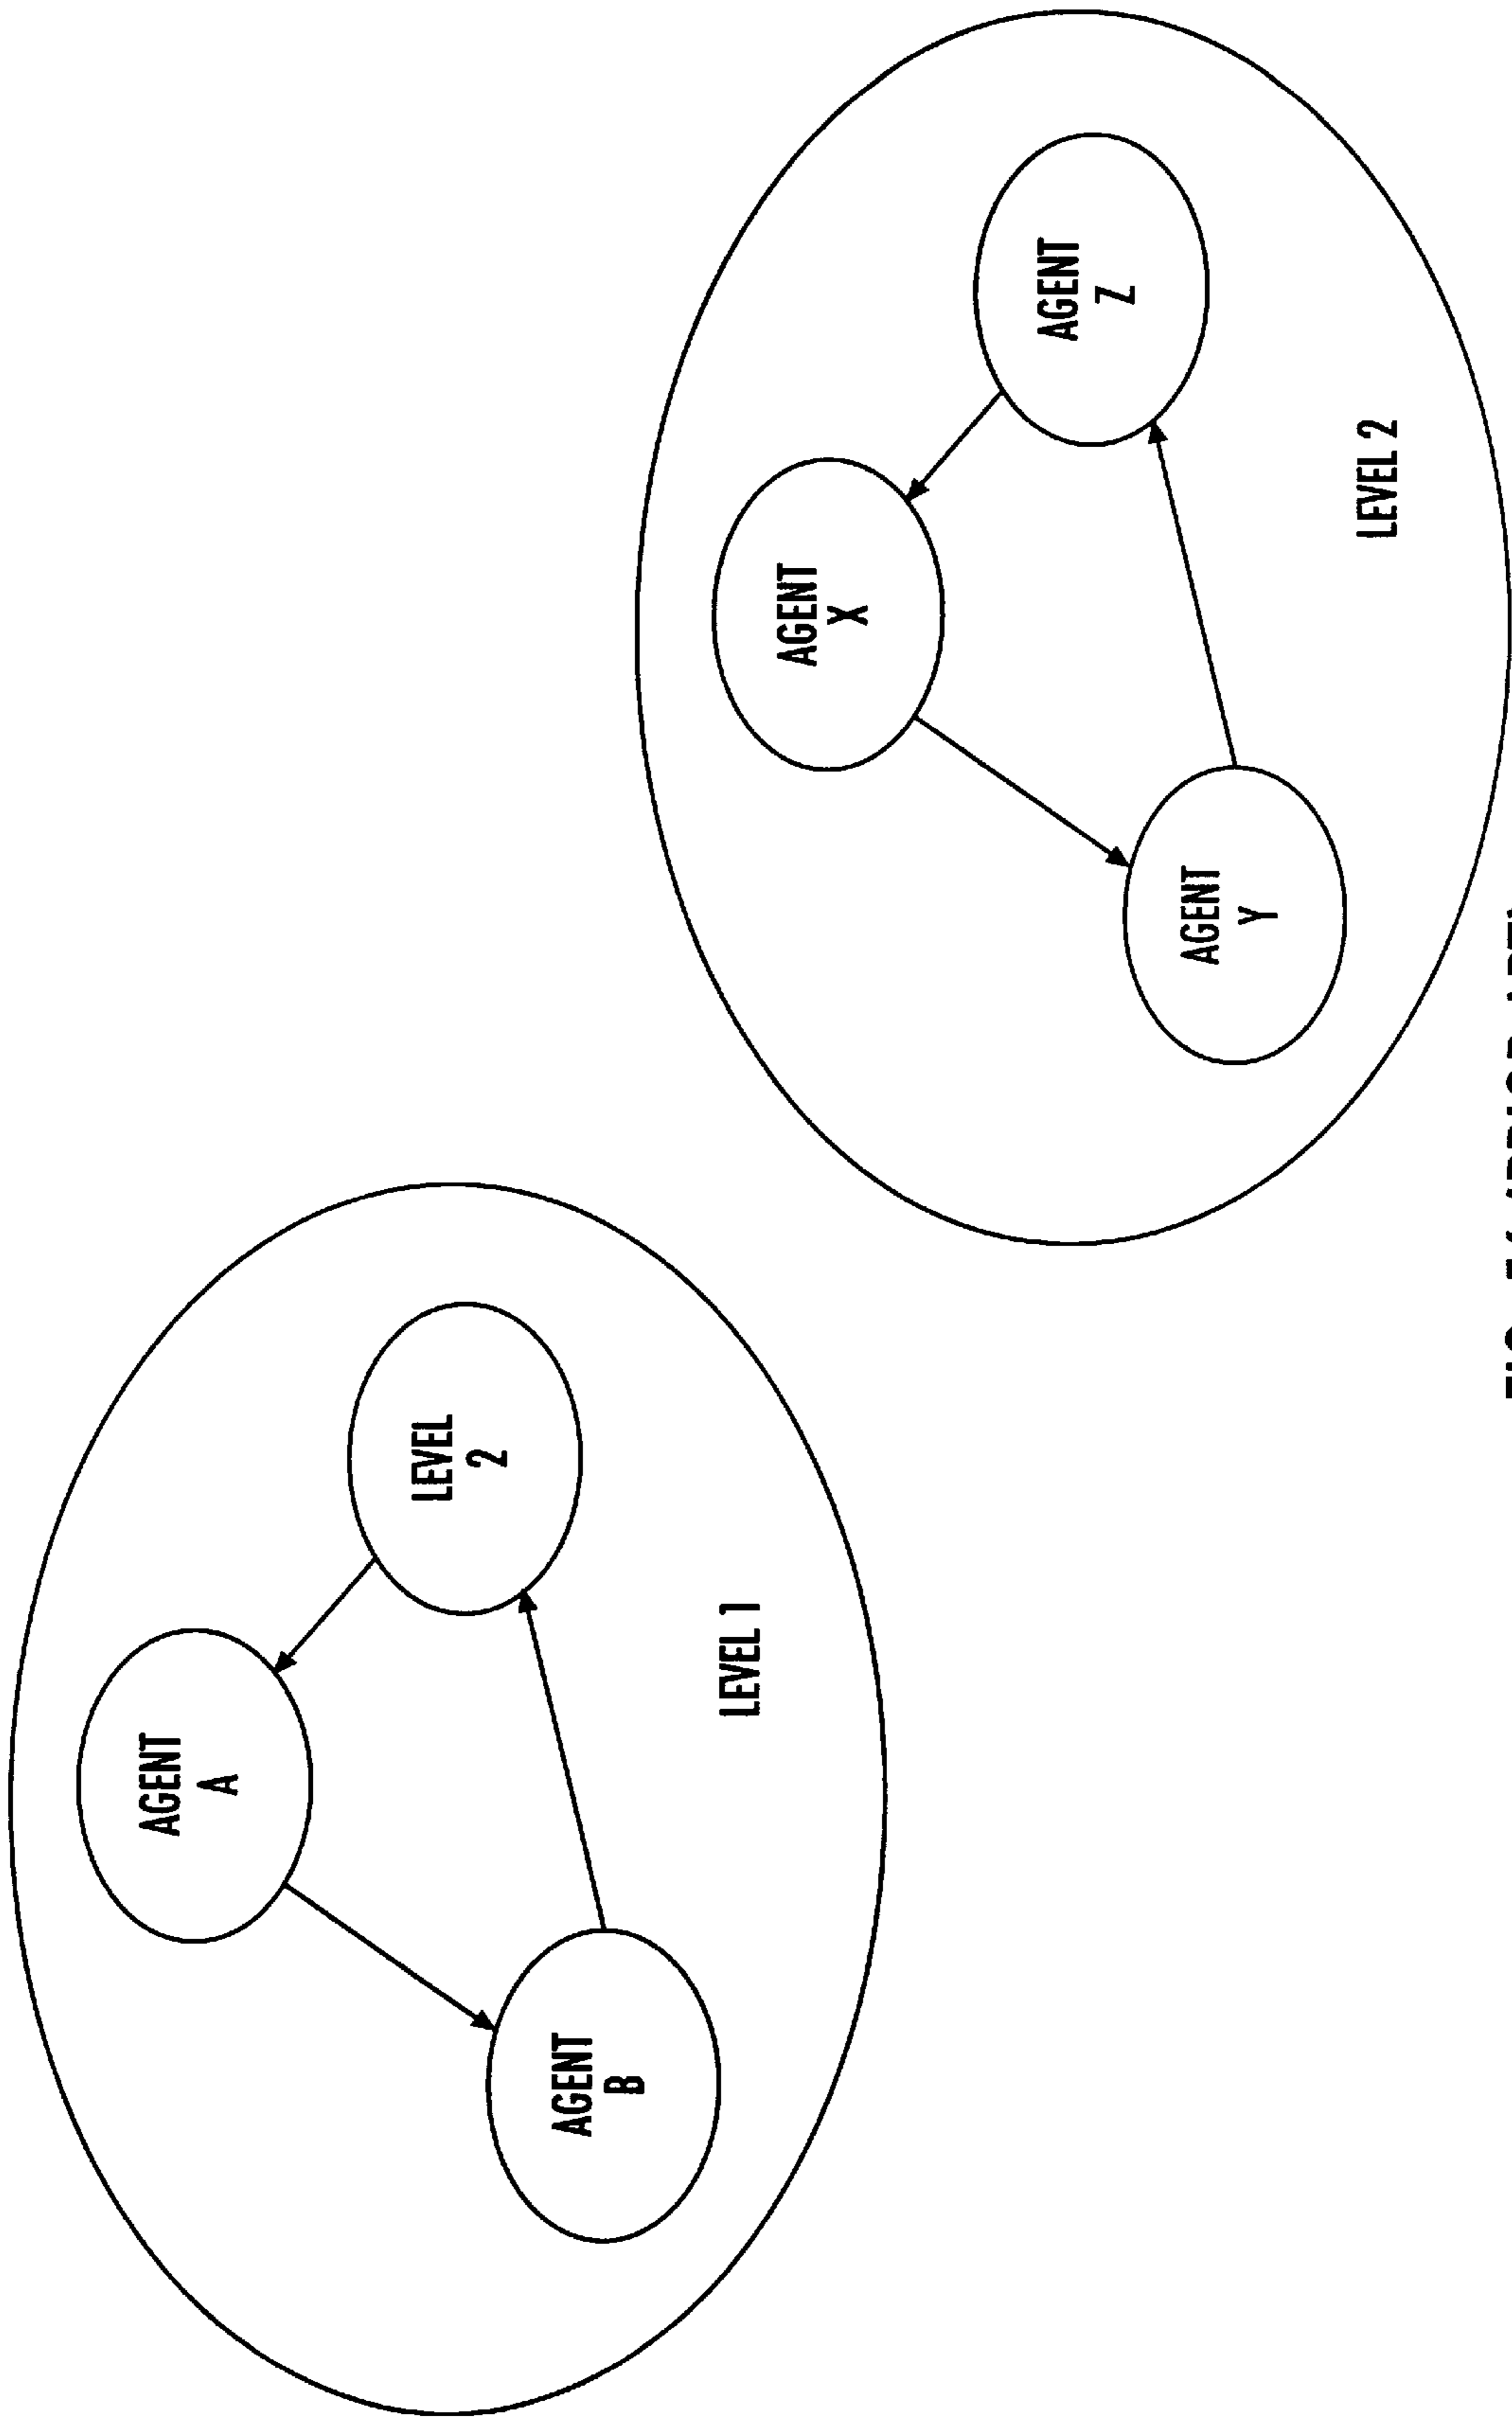 AGENT
A
AGENT
B
LEVEL
2
LEVEL 1
AGENT
X
AGENT
Y
AGENT
Z
LEVEL 2